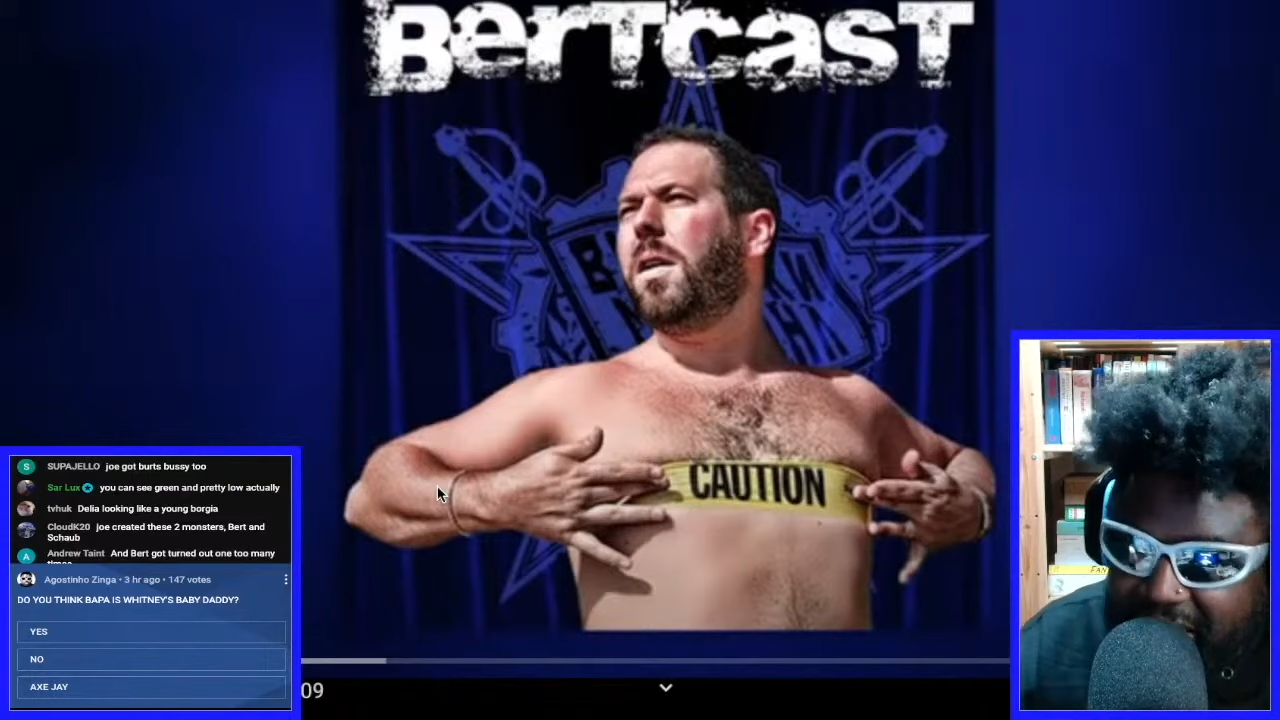 BerTcasT
CAUTION
SUPAJELLO joe got burts bussy too
Sar Lux you can see green and pretty low actually
tvhuk Delia looking like a young borgia
CloudK20 joe created these 2 monsters, Bert and
Schaub
Andrew Taint And Bert got turned out one too many
times
Agostinho Zinga • 3 hr ago • 147 votes
DO YOU THINK BAPA IS WHITNEY'S BABY DADDY?
YES
NO
AXE JAY
09